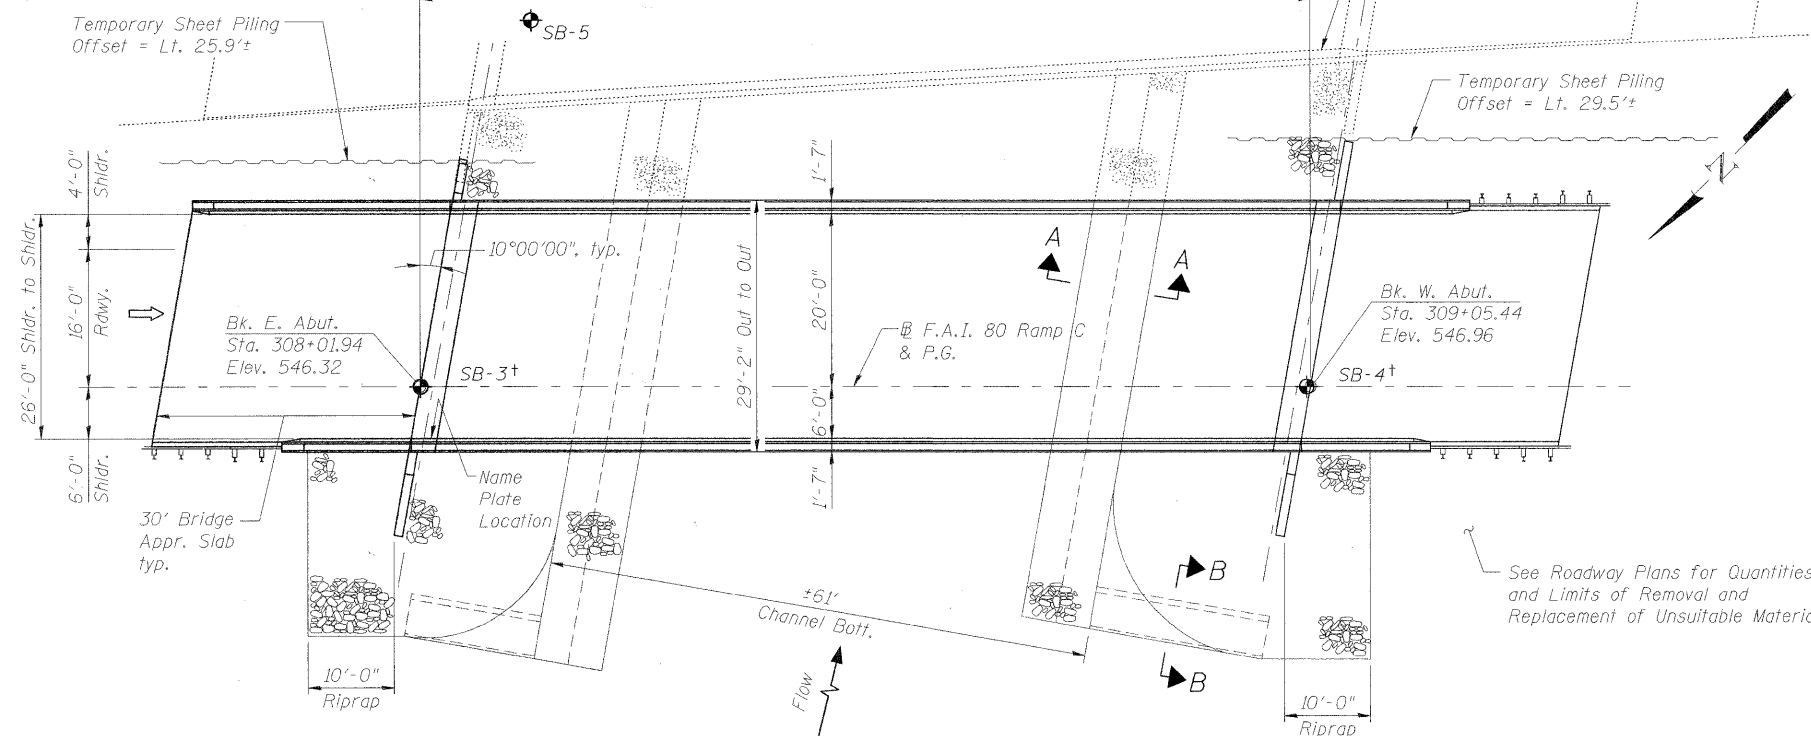 Temporary Sheet Piling
Offset = Lt. 25.9'±
SB-5
Temporary Sheet Piling
Offset = Lt. 29.5'±
N
4'-0"
Shldr.
1'-7"
26'-0" Shldr. to Shldr.
16'-0"
Rdwy.
10°00'00", typ.
29'-2" Out to Out
20'-0"
A
A
Bk. E. Abut.
Sta. 308+01.94
Elev. 546.32
SB-3†
℄ F.A.I. 80 Ramp C
& P.G.
Bk. W. Abut.
Sta. 309+05.44
Elev. 546.96
SB-4†
6'-0"
Shldr.
6'-0"
1'-7"
30' Bridge
Appr. Slab
typ.
Name
Plate
Location
±61'
Channel Bott.
B
B
See Roadway Plans for Quantities
and Limits of Removal and
Replacement of Unsuitable
10'-0"
Riprap
Flow
10'-0"
Riprap